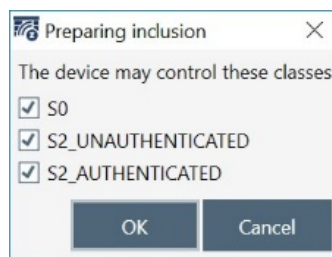 Preparing inclusion
The device may control these classes
S0
S2_UNAUTHENTICATED
S2_AUTHENTICATED
OK Cancel